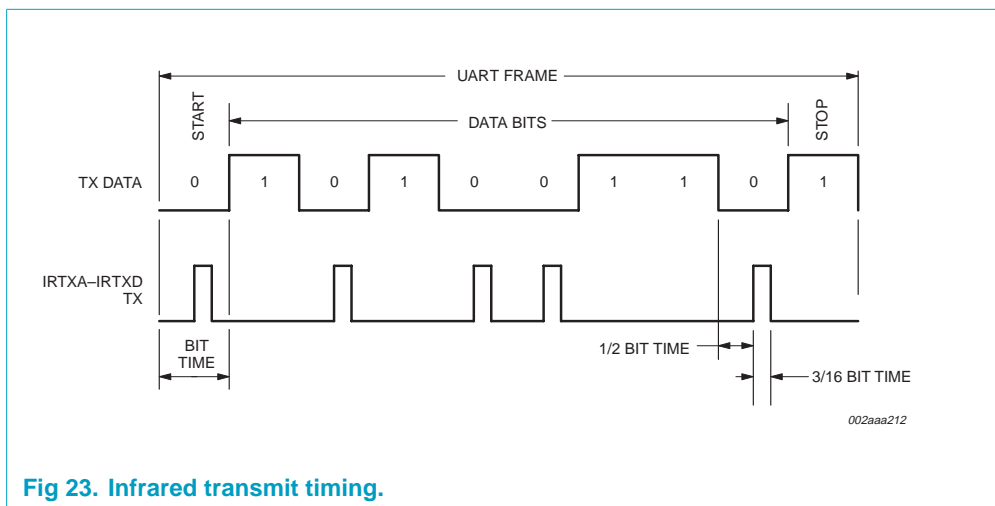 UART FRAME
START
DATA BITS
STOP
TX DATA
0 1 0 1 0 0 1 1 0 1
IRTXA–IRTXD
TX
BIT
TIME
1/2 BIT TIME
3/16 BIT TIME
002aaa212
Fig 23. Infrared transmit timing.